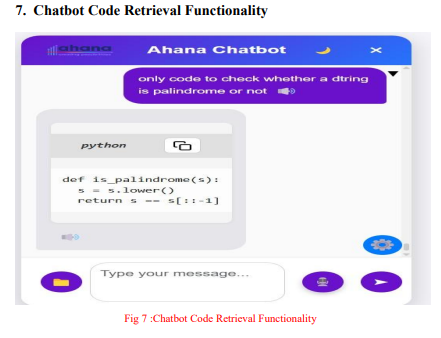 7. Chatbot Code Retrieval Functionality
ahana
Ahana Chatbot
only code to check whether a dtring
is palindrome or not
python
def is_palindrome(s):
s = s.lower()
return s == s[::-1]
Type your message...
Fig 7 :Chatbot Code Retrieval Functionality